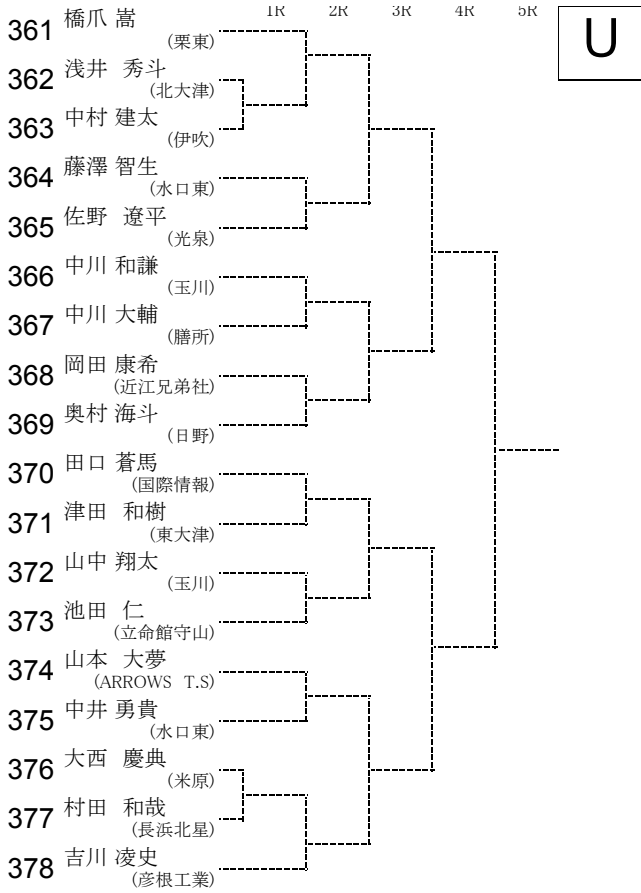 1R 2R 3R 4R 5R
U
361 橋爪 嵩
(栗東)
362 浅井 秀斗
(北大津)
363 中村 建太
(伊吹)
364 藤澤 智生
(水口東)
365 佐野 遼平
(光泉)
366 中川 和謙
(玉川)
367 中川 大輔
(膳所)
368 岡田 康希
(近江兄弟社)
369 奥村 海斗
(日野)
370 田口 蒼馬
(国際情報)
371 津田 和樹
(東大津)
372 山中 翔太
(玉川)
373 池田 仁
(立命館守山)
374 山本 大夢
(ARROWS T.S)
375 中井 勇貴
(水口東)
376 大西 慶典
(米原)
377 村田 和哉
(長浜北星)
378 吉川 凌史
(彦根工業)